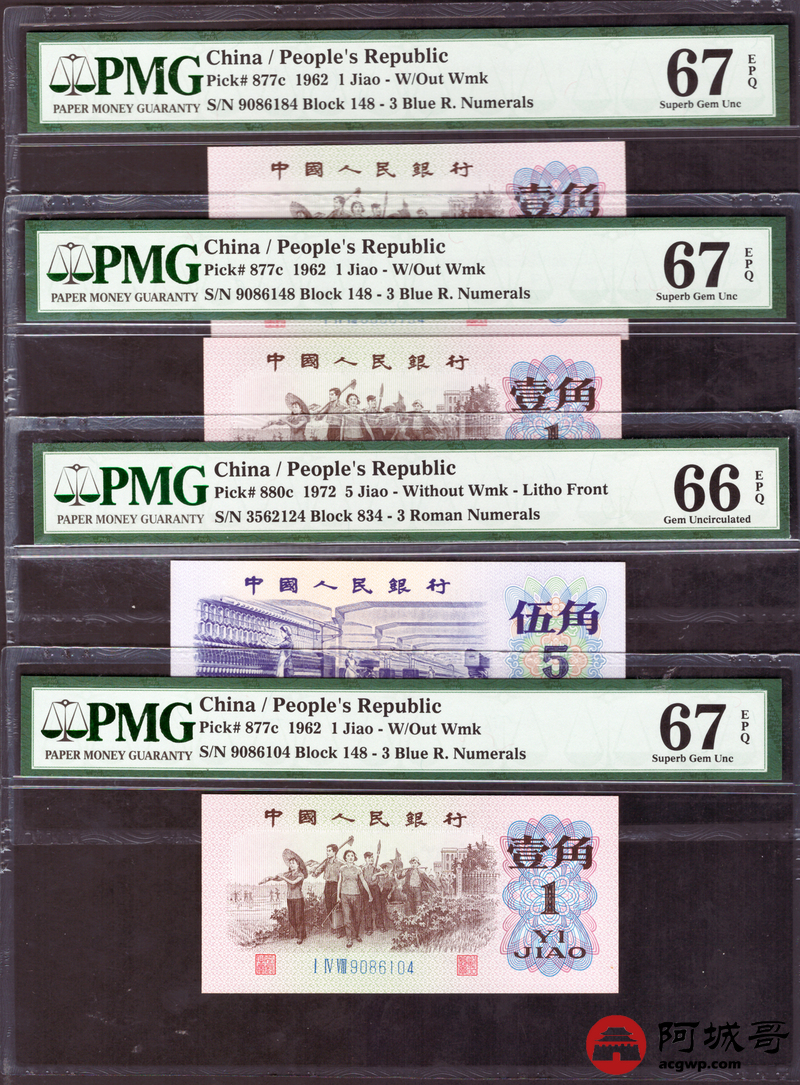 PMG
PAPER MONEY GUARANTY
China / People's Republic
Pick# 877c 1962 1 Jiao - W/Out Wmk
S/N 9086184 Block 148 - 3 Blue R. Numerals
67
EPQ
Superb Gem Unc
中國人民銀行
壹角
PMG
PAPER MONEY GUARANTY
China / People's Republic
Pick# 877c 1962 1 Jiao - W/Out Wmk
S/N 9086148 Block 148 - 3 Blue R. Numerals
67
EPQ
Superb Gem Unc
中國人民銀行
壹角
1
PMG
PAPER MONEY GUARANTY
China / People's Republic
Pick# 880c 1972 5 Jiao - Without Wmk - Litho Front
S/N 3562124 Block 834 - 3 Roman Numerals
66
EPQ
Gem Uncirculated
中國人民銀行
伍角
5
PMG
PAPER MONEY GUARANTY
China / People's Republic
Pick# 877c 1962 1 Jiao - W/Out Wmk
S/N 9086104 Block 148 - 3 Blue R. Numerals
67
EPQ
Superb Gem Unc
中國人民銀行
壹角
1
YI
JIAO
I IV VIII 9086104
阿城哥
acgwp.com